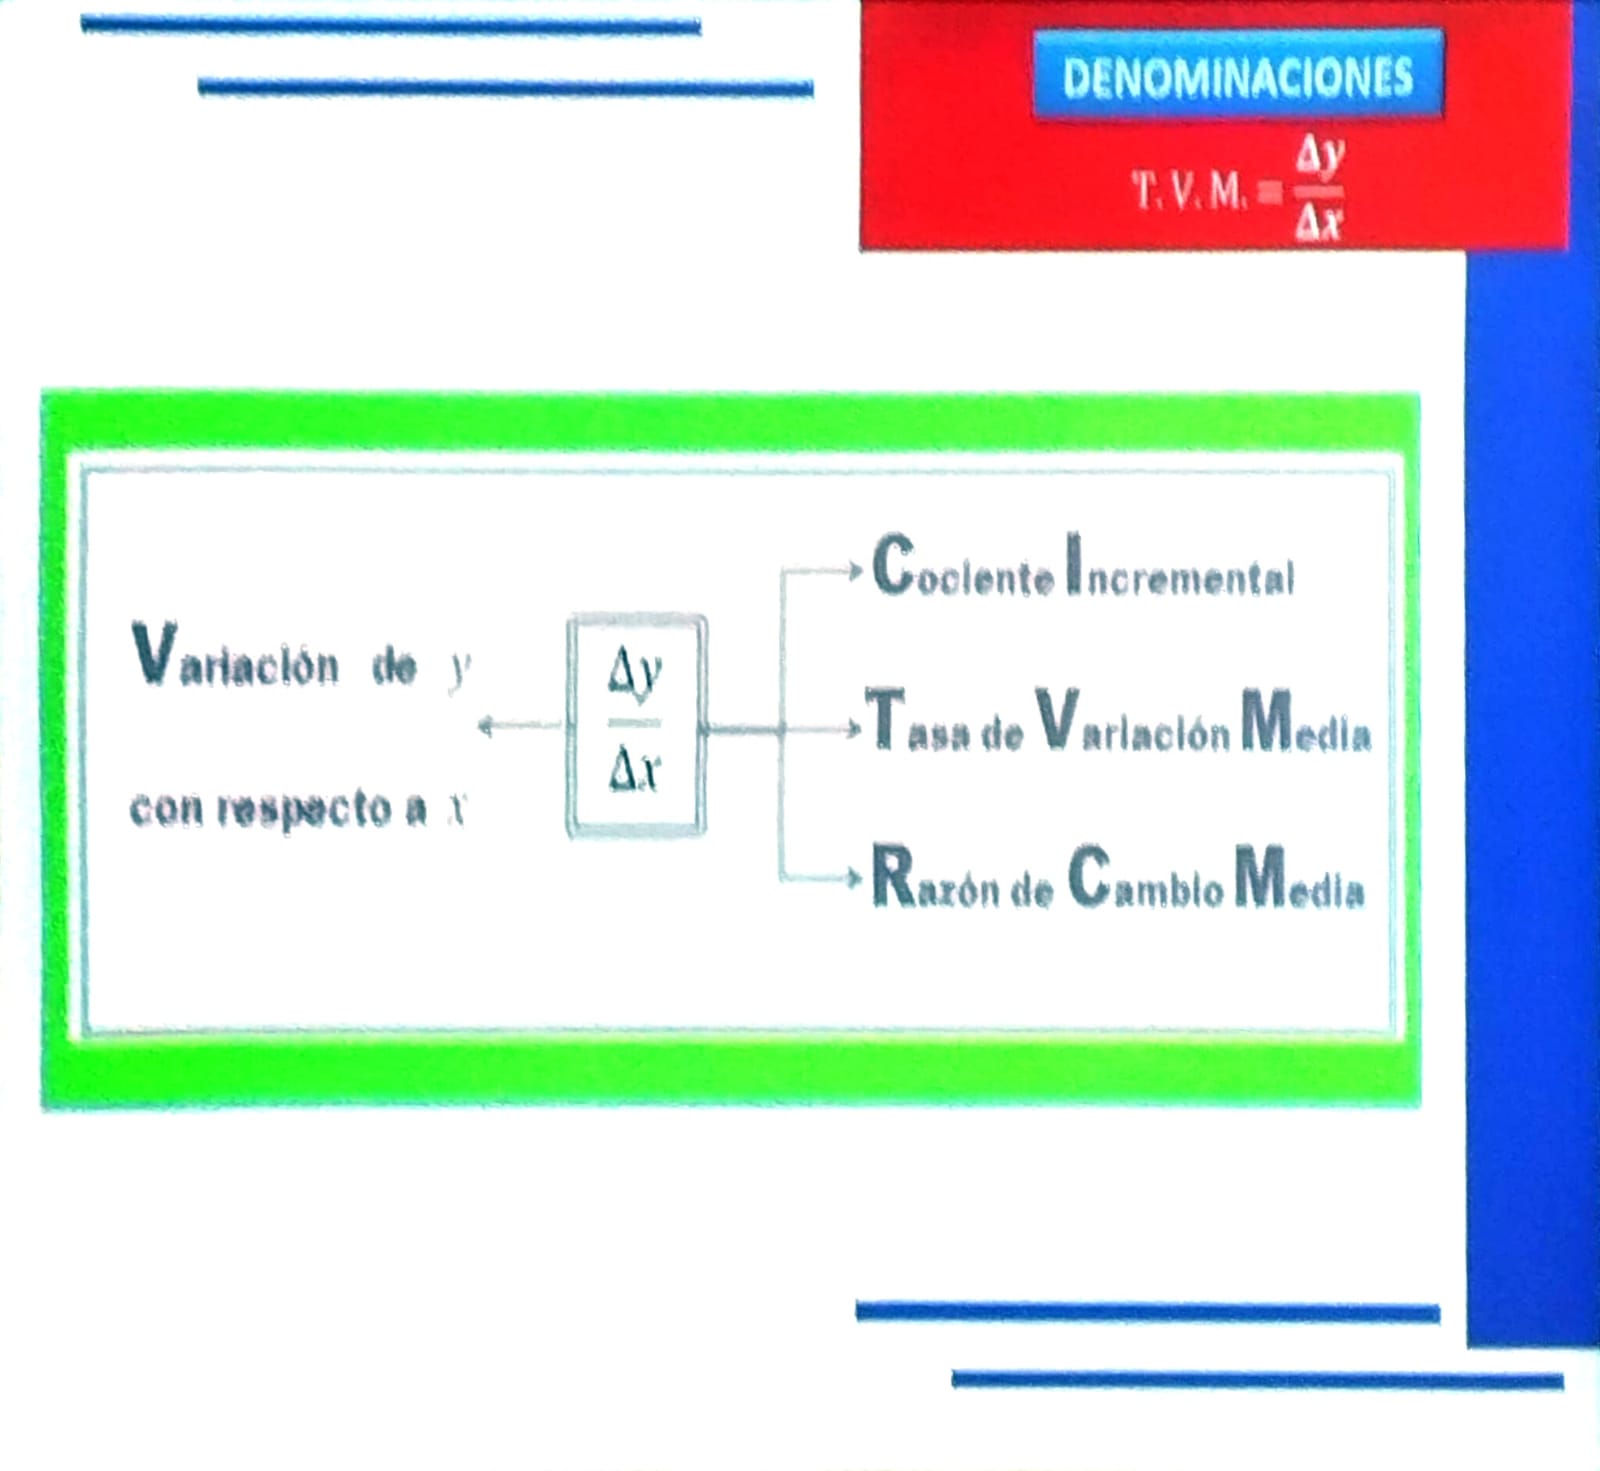 DENOMINACIONES
T. V. M. = Δy/Δx
Variación de y
con respecto a x
Δy
Δx
Cociente Incremental
Tasa de Variación Media
Razón de Cambio Media